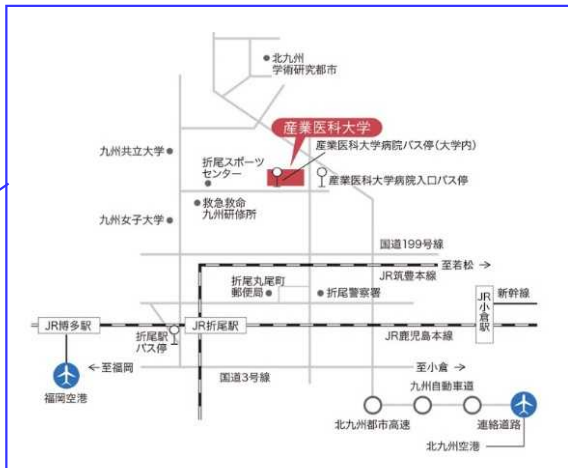 北九州
学術研究都市
産業医科大学
産業医科大学病院バス停（大学内）
九州共立大学
折尾スポーツ
センター
産業医科大学病院入口バス停
救急救命
九州研修所
九州女子大学
国道199号線
至若松 →
JR筑豊本線
折尾丸尾町
郵便局
折尾警察署
JR小倉駅
新幹線
JR博多駅
折尾駅
バス停
JR折尾駅
JR鹿児島本線
←至福岡
国道3号線
至小倉 →
福岡空港
九州自動車道
北九州都市高速
連絡道路
北九州空港